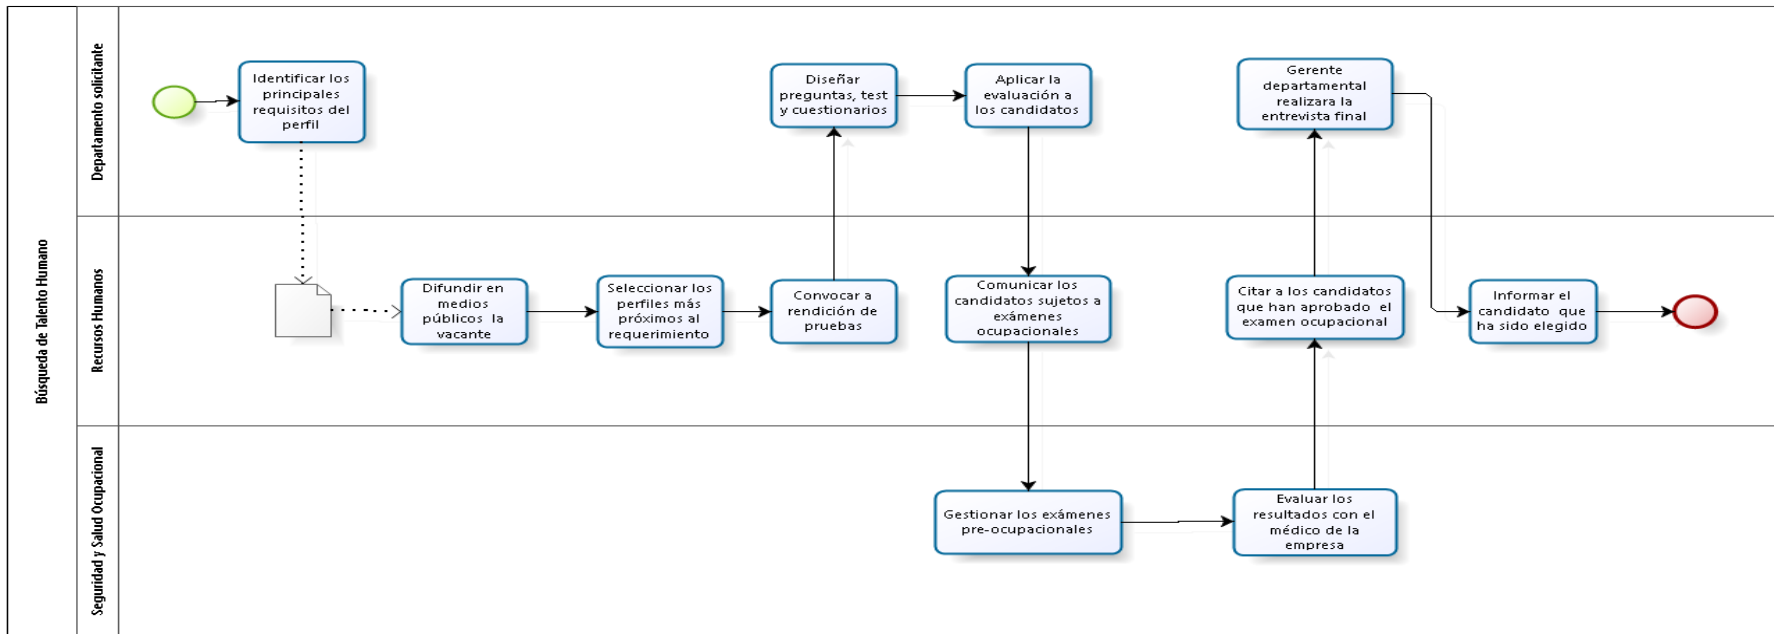 Búsqueda de Talento Humano
Departamento solicitante
Identificar los
principales
requisitos del
perfil
Diseñar
preguntas, test
y cuestionarios
Aplicar la
evaluación a
los candidatos
Gerente
departamental
realizara la
entrevista final
Recursos Humanos
Difundir en
medios
públicos la
vacante
Seleccionar los
perfiles más
próximos al
requerimiento
Convocar a
rendición de
pruebas
Comunicar los
candidatos sujetos a
exámenes
ocupacionales
Citar a los candidatos
que han aprobado el
examen ocupacional
Informar el
candidato que
ha sido elegido
Seguridad y Salud Ocupacional
Gestionar los exámenes
pre-ocupacionales
Evaluar los
resultados con el
médico de la
empresa